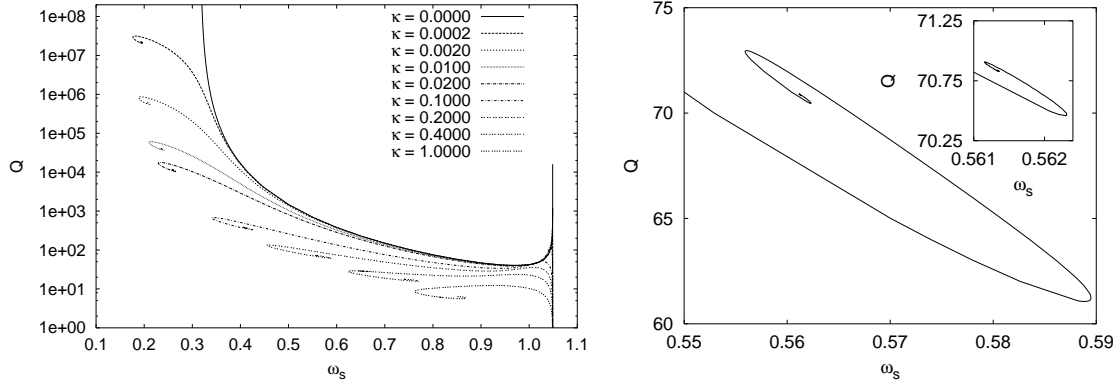 1e+08
1e+07
1e+06
1e+05
1e+04
1e+03
1e+02
1e+01
1e+00
Q
0.1 0.2 0.3 0.4 0.5 0.6 0.7 0.8 0.9 1.0 1.1
ωs
κ = 0.0000
κ = 0.0002
κ = 0.0020
κ = 0.0100
κ = 0.0200
κ = 0.1000
κ = 0.2000
κ = 0.4000
κ = 1.0000
75
70
65
60
Q
0.55 0.56 0.57 0.58 0.59
ωs
71.25
70.75
70.25
Q
0.561 0.562
ωs